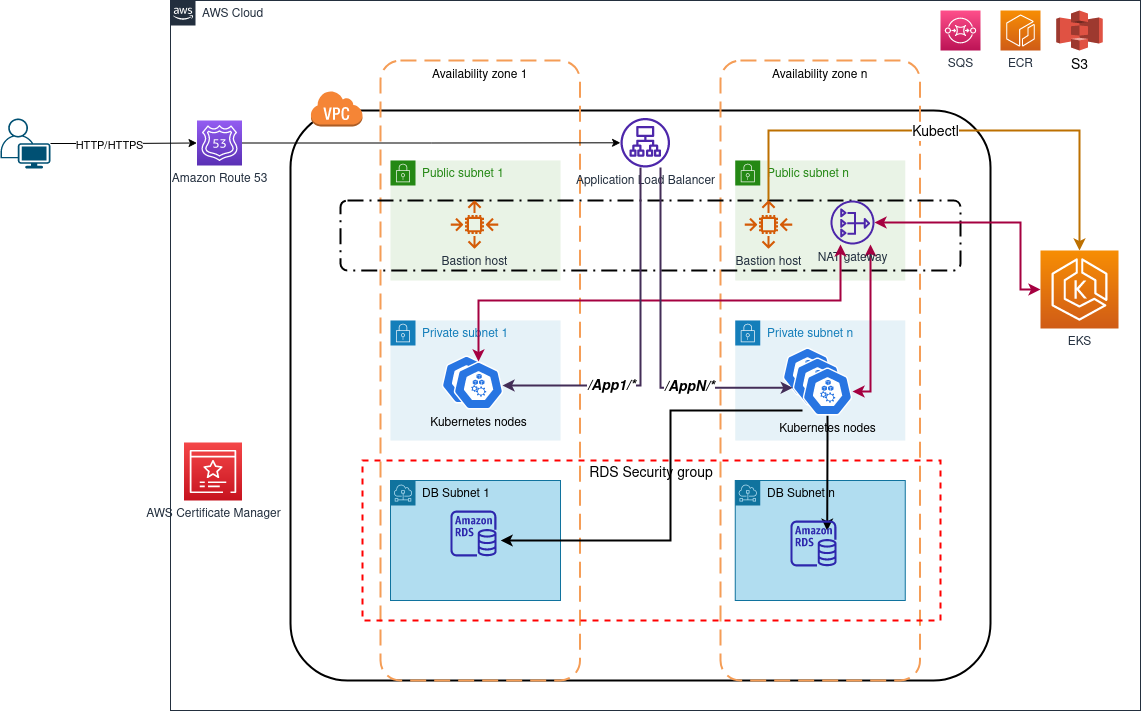 aws
AWS Cloud
SQS
ECR
S3
Availability zone 1
Availability zone n
VPC
Kubectl
HTTP/HTTPS
53
Amazon Route 53
Application Load Balancer
Public subnet 1
Public subnet n
Bastion host
Bastion host
NAT gateway
K
EKS
Private subnet 1
Private subnet n
/App1/*
/AppN/*
Kubernetes nodes
Kubernetes nodes
RDS Security group
AWS Certificate Manager
DB Subnet 1
DB Subnet n
Amazon
RDS
Amazon
RDS